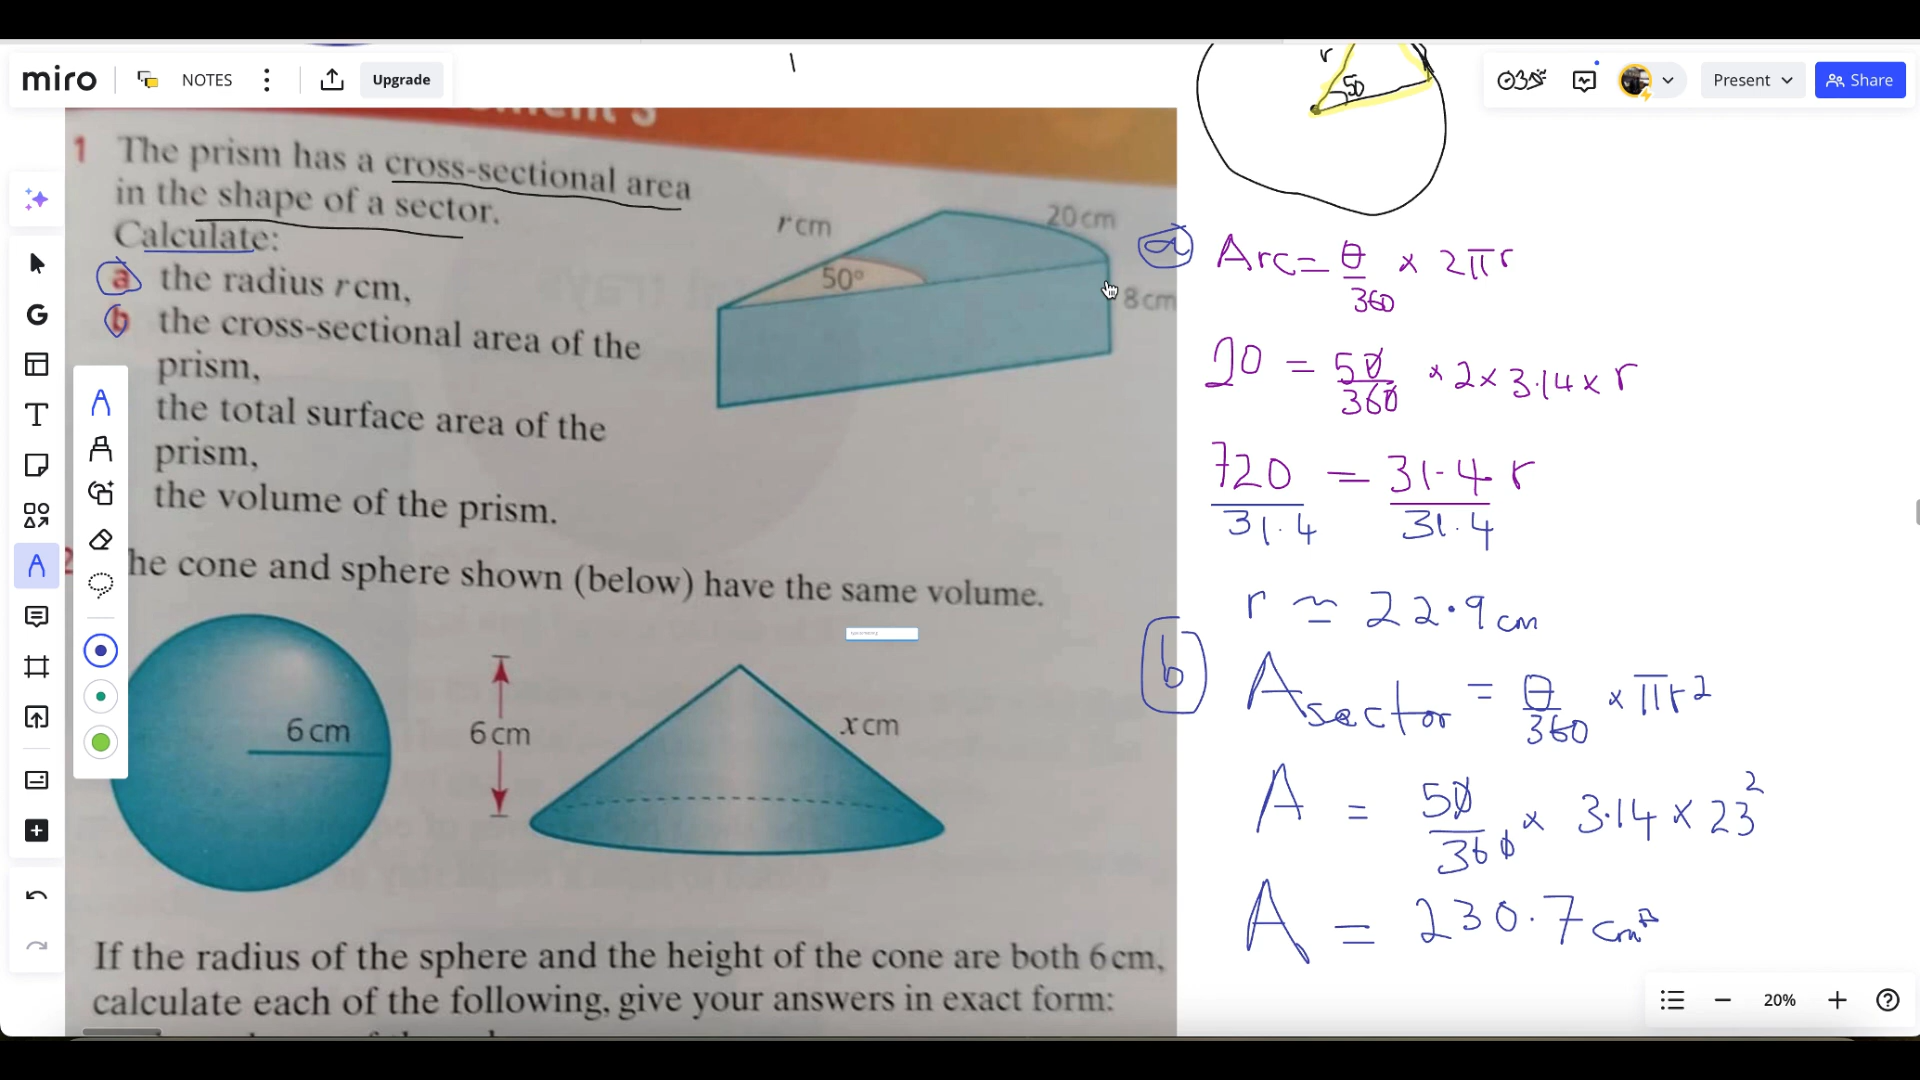 miro
NOTES
Upgrade
Present
Share
1 The prism has a cross-sectional area
in the shape of a sector.
Calculate:
a the radius r cm,
b the cross-sectional area of the
prism,
the total surface area of the
prism,
the volume of the prism.
r cm
20 cm
50°
8 cm
2 he cone and sphere shown (below) have the same volume.
6 cm
6 cm
x cm
If the radius of the sphere and the height of the cone are both 6 cm,
calculate each of the following, give your answers in exact form:
r
50
a Arc = θ/360 × 2πr
20 = 50/360 × 2 × 3.14 × r
720/31.4 = 31.4 r/31.4
r ≃ 22.9 cm
b A sector = θ/360 × πr²
A = 50/360 × 3.14 × 23²
A = 230.7 cm²
20%